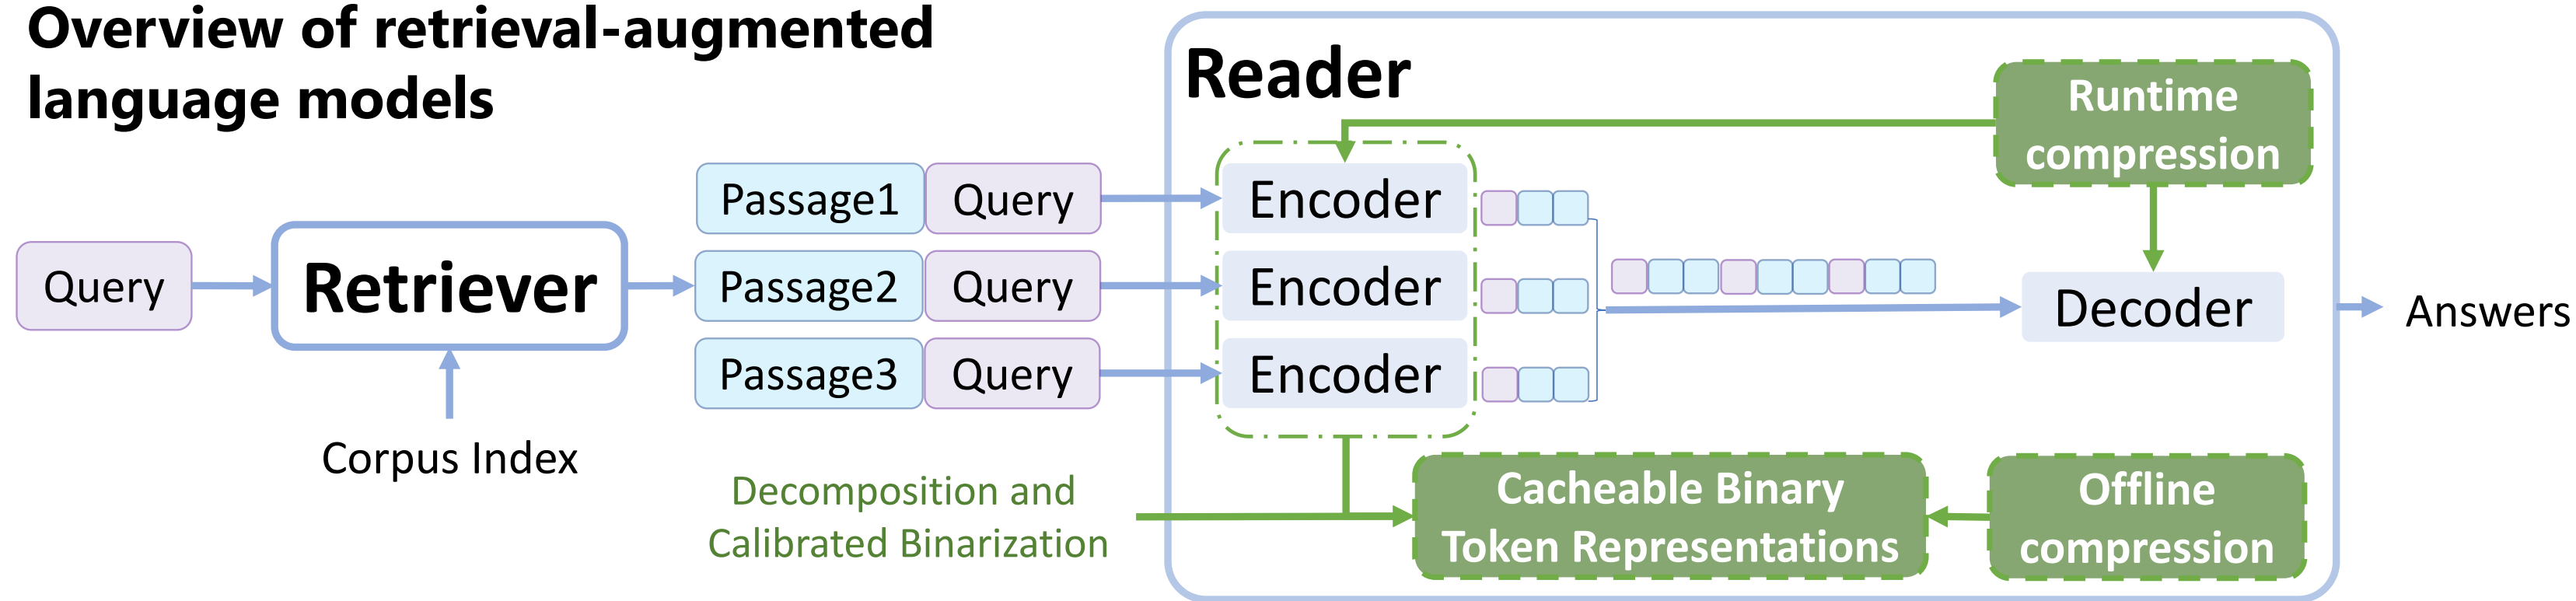 Overview of retrieval-augmented
language models
Query
Retriever
Corpus Index
Passage1 Query
Passage2 Query
Passage3 Query
Decomposition and
Calibrated Binarization
Reader
Encoder
Encoder
Encoder
Runtime
compression
Decoder
Cacheable Binary
Token Representations
Offline
compression
Answers